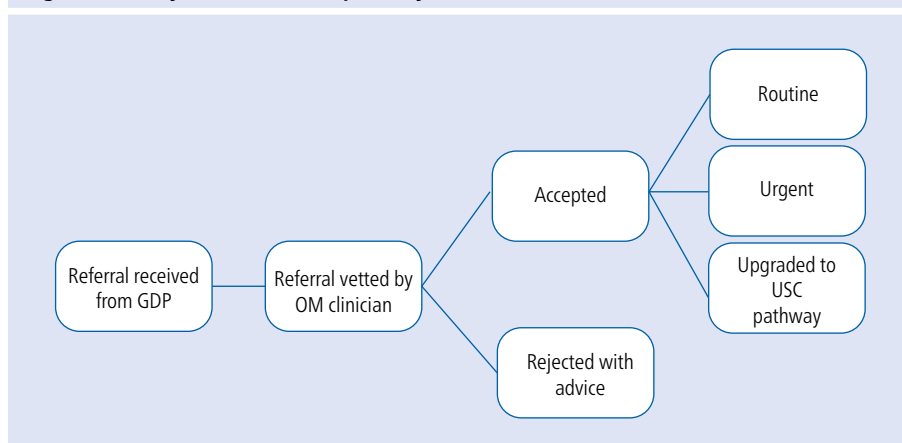 Referral received
from GDP
Referral vetted by
OM clinician
Accepted
Rejected with
advice
Routine
Urgent
Upgraded to
USC
pathway